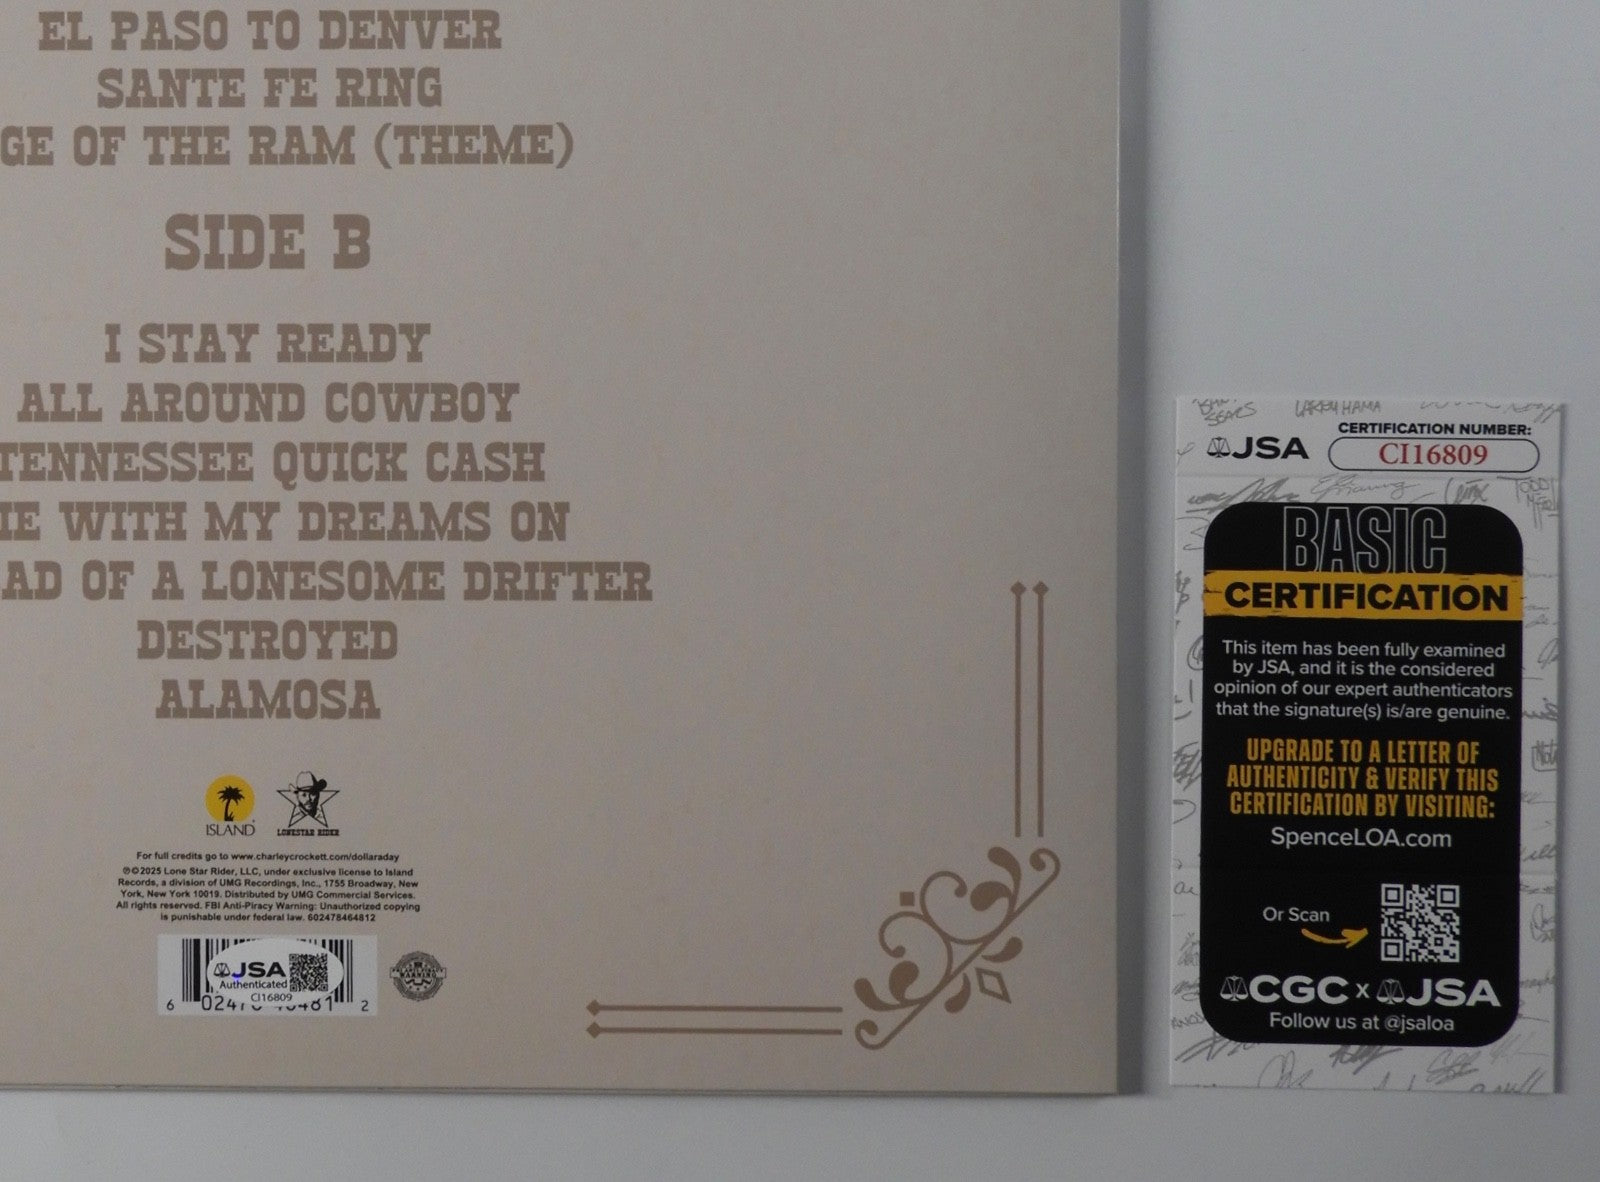 EL PASO TO DENVER
SANTE FE RING
GE OF THE RAM (THEME)
SIDE B
I STAY READY
ALL AROUND COWBOY
TENNESSEE QUICK CASH
IE WITH MY DREAMS ON
AD OF A LONESOME DRIFTER
DESTROYED
ALAMOSA
ISLAND
LONESTAR RIDER
For full credits go to www.charleycrockett.com/dollaraday
℗©2025 Lone Star Rider, LLC, under exclusive license to Island
Records, a division of UMG Recordings, Inc., 1755 Broadway, New
York, New York 10019. Distributed by UMG Commercial Services.
All rights reserved. FBI Anti-Piracy Warning: Unauthorized copying
is punishable under federal law. 602478464812
JSA
Authenticated
CI16809
6 2
WARNING
SEARS
LARRY HAMA
JSA
CERTIFICATION NUMBER:
CI16809
BASIC
CERTIFICATION
This item has been fully examined
by JSA, and it is the considered
opinion of our expert authenticators
that the signature(s) is/are genuine.
UPGRADE TO A LETTER OF
AUTHENTICITY & VERIFY THIS
CERTIFICATION BY VISITING:
SpenceLOA.com
Or Scan
CGC x JSA
Follow us at @jsaloa